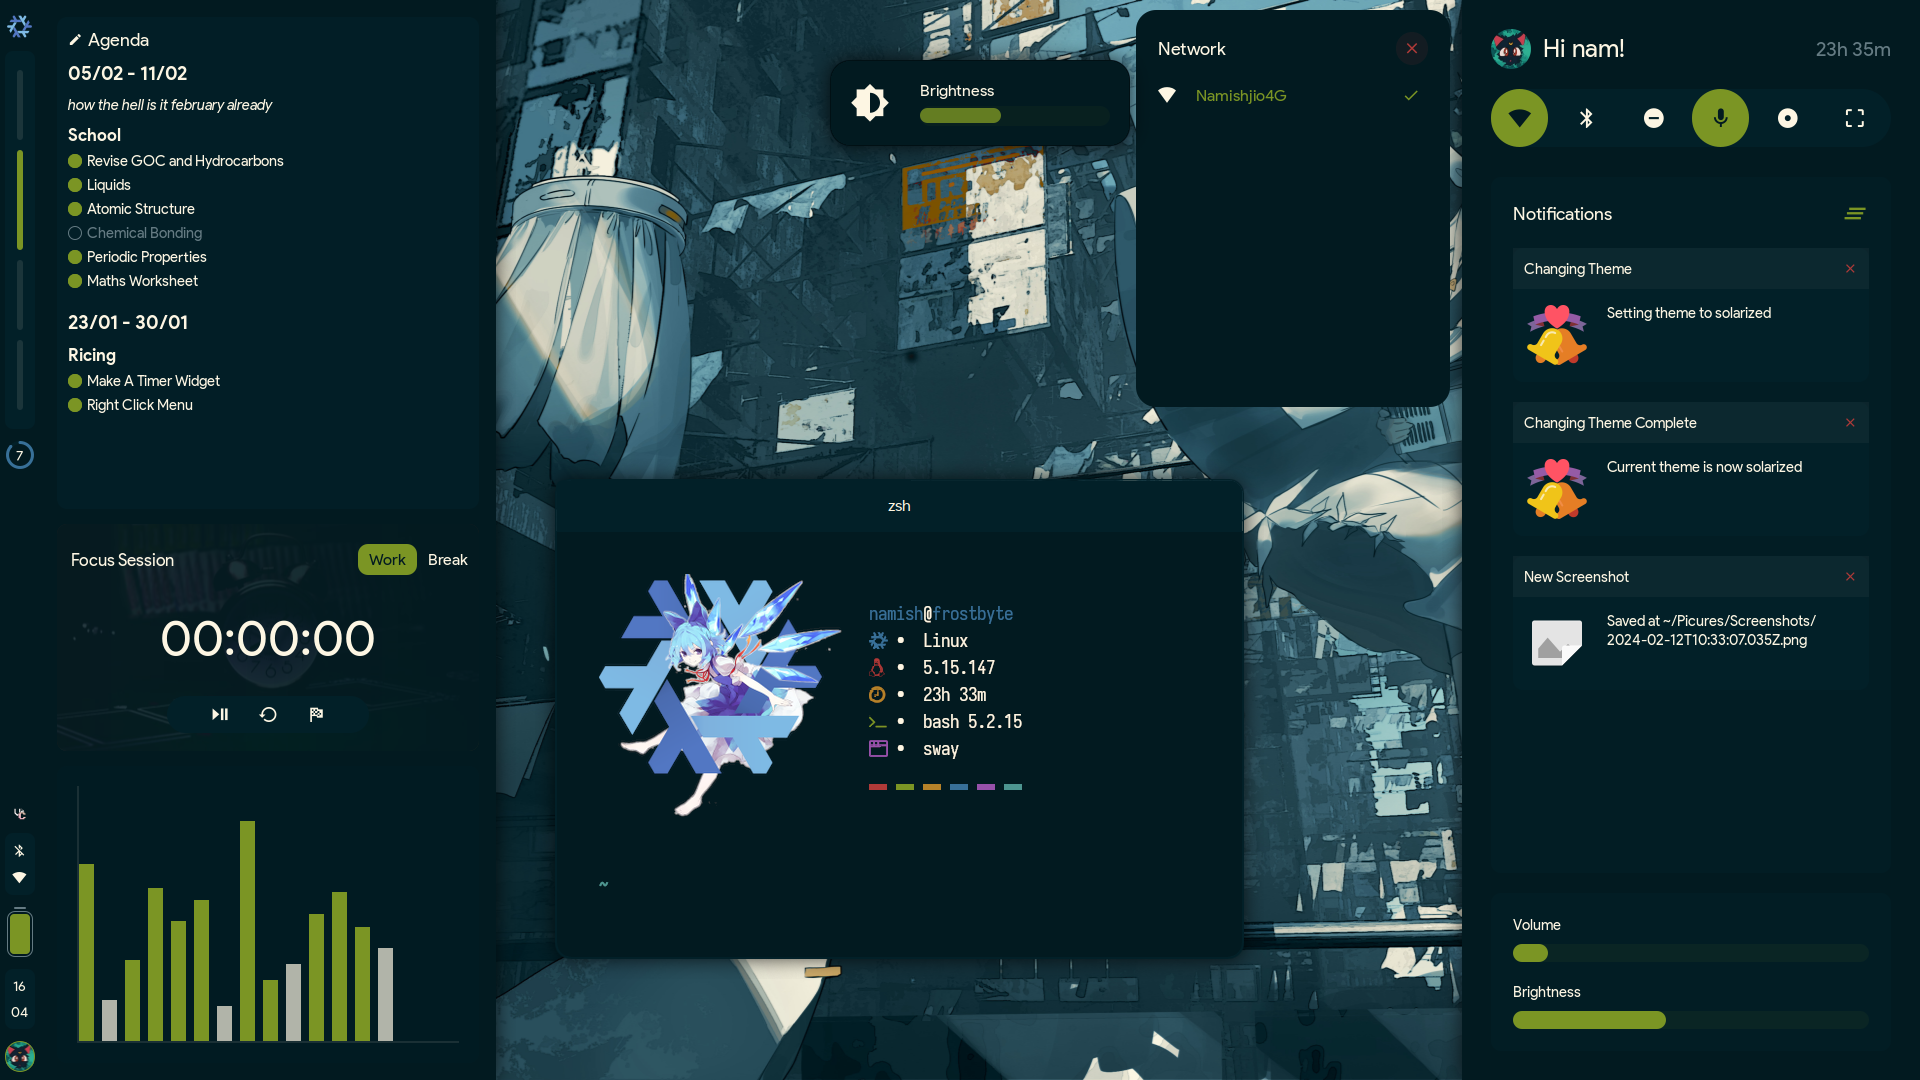 7
16
04
Agenda
05/02 - 11/02
how the hell is it february already
School
Revise GOC and Hydrocarbons
Liquids
Atomic Structure
Chemical Bonding
Periodic Properties
Maths Worksheet
23/01 - 30/01
Ricing
Make A Timer Widget
Right Click Menu
Focus Session
Work
Break
00:00:00
Brightness
Network
Namishjio4G
zsh
namish@frostbyte
• Linux
• 5.15.147
• 23h 33m
• bash 5.2.15
• sway
~
Hi nam!
23h 35m
Notifications
Changing Theme
Setting theme to solarized
Changing Theme Complete
Current theme is now solarized
New Screenshot
Saved at ~/Picures/Screenshots/
2024-02-12T10:33:07.035Z.png
Volume
Brightness